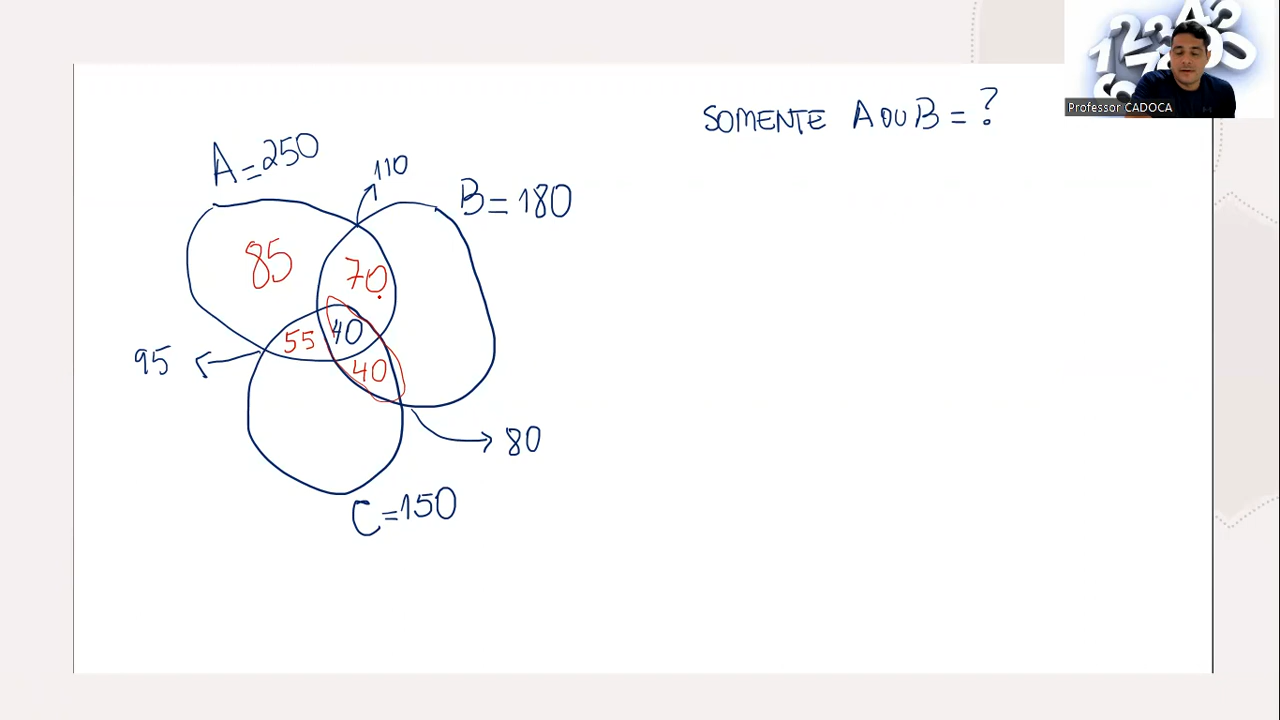 SOMENTE A OU B = ?
Professor CADOCA
A=250
110
B=180
85
70
55
40
40
95
80
C=150